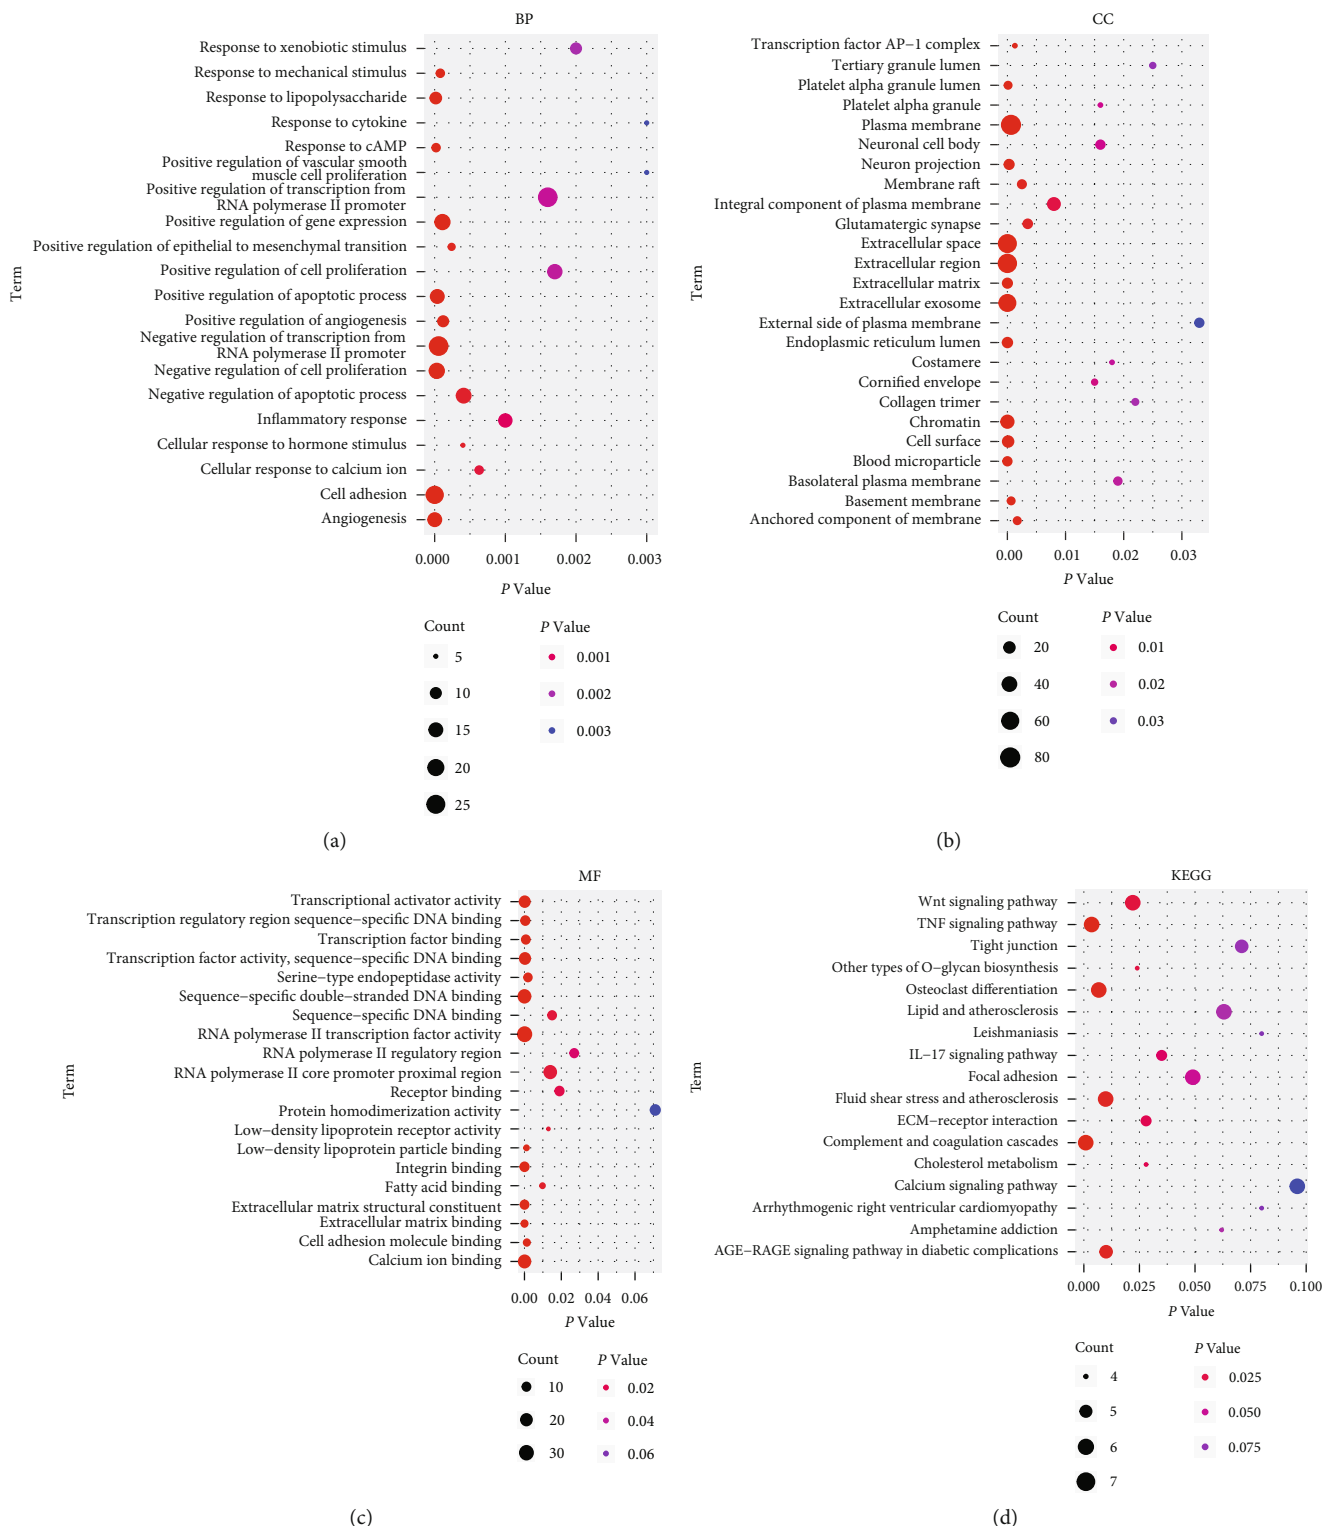 BP
Term
Response to xenobiotic stimulus
Response to mechanical stimulus
Response to lipopolysaccharide
Response to cytokine
Response to cAMP
Positive regulation of vascular smooth
muscle cell proliferation
Positive regulation of transcription from
RNA polymerase II promoter
Positive regulation of gene expression
Positive regulation of epithelial to mesenchymal transition
Positive regulation of cell proliferation
Positive regulation of apoptotic process
Positive regulation of angiogenesis
Negative regulation of transcription from
RNA polymerase II promoter
Negative regulation of cell proliferation
Negative regulation of apoptotic process
Inflammatory response
Cellular response to hormone stimulus
Cellular response to calcium ion
Cell adhesion
Angiogenesis
0.000 0.001 0.002 0.003
P Value
Count
5
10
15
20
25
P Value
0.001
0.002
0.003
(a)
CC
Term
Transcription factor AP−1 complex
Tertiary granule lumen
Platelet alpha granule lumen
Platelet alpha granule
Plasma membrane
Neuronal cell body
Neuron projection
Membrane raft
Integral component of plasma membrane
Glutamatergic synapse
Extracellular space
Extracellular region
Extracellular matrix
Extracellular exosome
External side of plasma membrane
Endoplasmic reticulum lumen
Costamere
Cornified envelope
Collagen trimer
Chromatin
Cell surface
Blood microparticle
Basolateral plasma membrane
Basement membrane
Anchored component of membrane
0.00 0.01 0.02 0.03
P Value
Count
20
40
60
80
P Value
0.01
0.02
0.03
(b)
MF
Term
Transcriptional activator activity
Transcription regulatory region sequence−specific DNA binding
Transcription factor binding
Transcription factor activity, sequence−specific DNA binding
Serine−type endopeptidase activity
Sequence−specific double−stranded DNA binding
Sequence−specific DNA binding
RNA polymerase II transcription factor activity
RNA polymerase II regulatory region
RNA polymerase II core promoter proximal region
Receptor binding
Protein homodimerization activity
Low−density lipoprotein receptor activity
Low−density lipoprotein particle binding
Integrin binding
Fatty acid binding
Extracellular matrix structural constituent
Extracellular matrix binding
Cell adhesion molecule binding
Calcium ion binding
0.00 0.02 0.04 0.06
P Value
Count
10
20
30
P Value
0.02
0.04
0.06
(c)
KEGG
Term
Wnt signaling pathway
TNF signaling pathway
Tight junction
Other types of O−glycan biosynthesis
Osteoclast differentiation
Lipid and atherosclerosis
Leishmaniasis
IL−17 signaling pathway
Focal adhesion
Fluid shear stress and atherosclerosis
ECM−receptor interaction
Complement and coagulation cascades
Cholesterol metabolism
Calcium signaling pathway
Arrhythmogenic right ventricular cardiomyopathy
Amphetamine addiction
AGE−RAGE signaling pathway in diabetic complications
0.000 0.025 0.050 0.075 0.100
P Value
Count
4
5
6
7
P Value
0.025
0.050
0.075
(d)